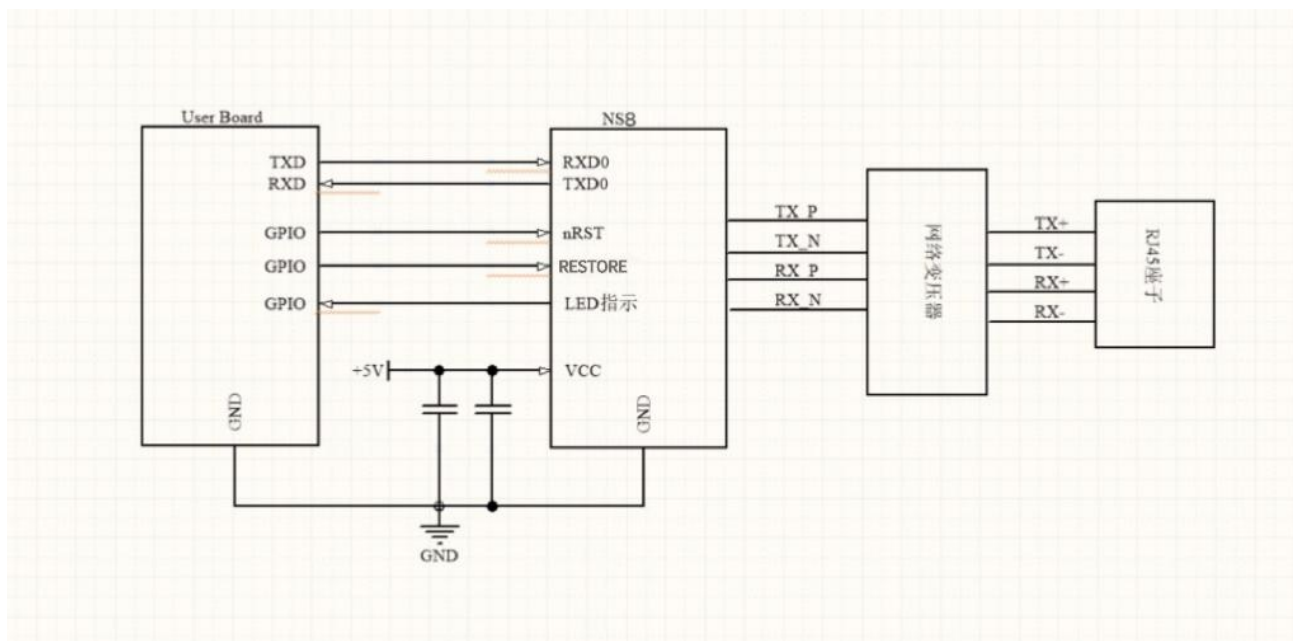 User Board
TXD
RXD
GPIO
GPIO
GPIO
GND
NS8
RXD0
TXD0
nRST
RESTORE
LED指示
+5V
VCC
GND
GND
TX_P
TX_N
RX_P
RX_N
网络变压器
TX+
TX-
RX+
RX-
RJ45座子